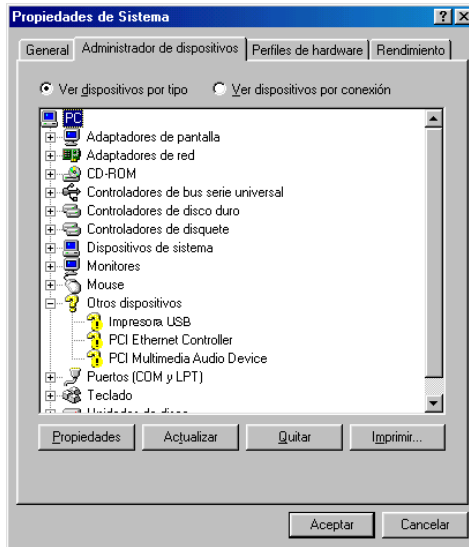 Propiedades de Sistema
General Administrador de dispositivos Perfiles de hardware Rendimiento
Ver dispositivos por tipo Ver dispositivos por conexión
PC
Adaptadores de pantalla
Adaptadores de red
CD-ROM
Controladores de bus serie universal
Controladores de disco duro
Controladores de disquete
Dispositivos de sistema
Monitores
Mouse
Otros dispositivos
Impresora USB
PCI Ethernet Controller
PCI Multimedia Audio Device
Puertos (COM y LPT)
Teclado
Propiedades Actualizar Quitar Imprimir...
Aceptar Cancelar